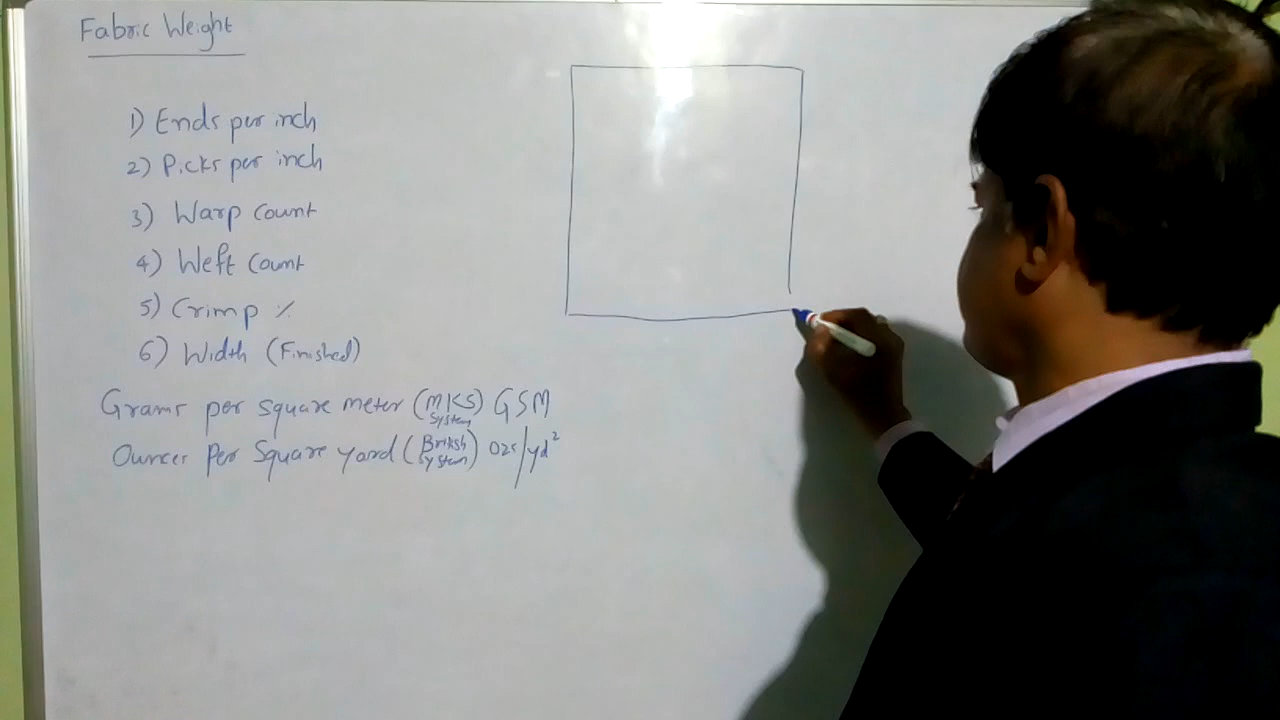 Fabric Weight
1) Ends per inch
2) Picks per inch
3) Warp Count
4) Weft Count
5) Crimp %
6) Width (Finished)
Grams per square meter (MKS System) GSM
Ounces Per Square yard (British System) Ozs/yd²